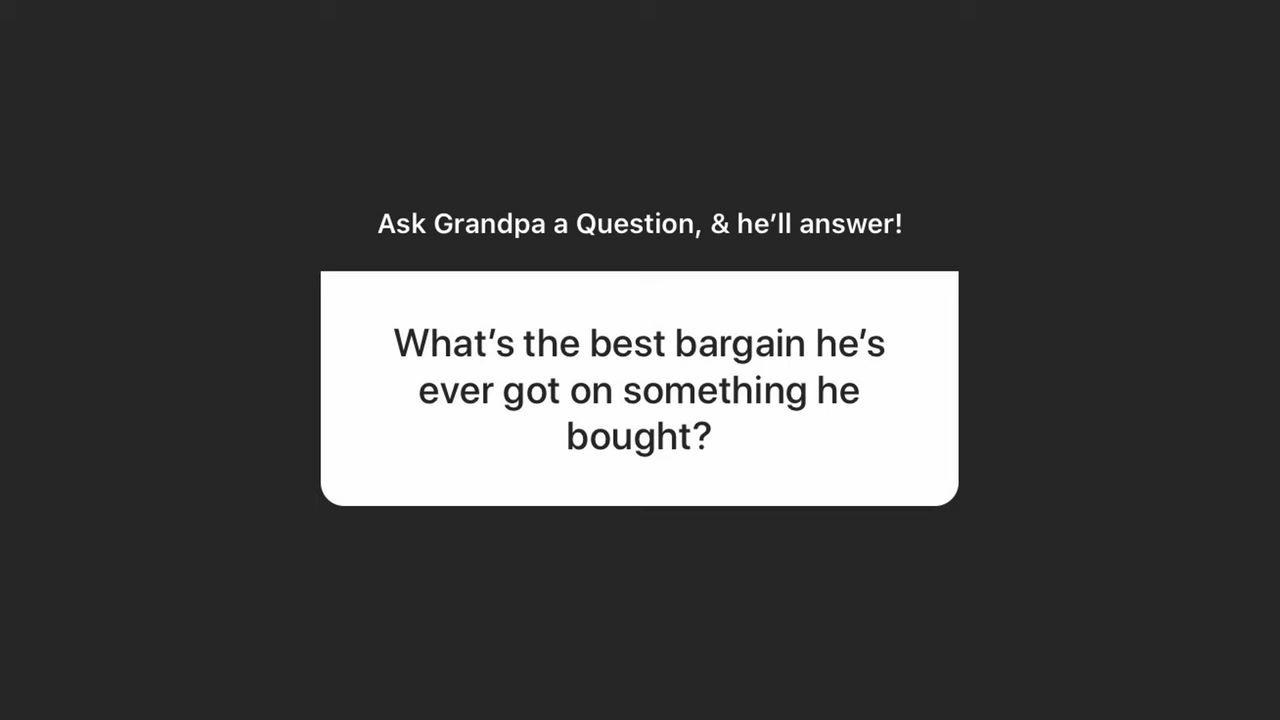 Ask Grandpa a Question, & he’ll answer!
What’s the best bargain he’s
ever got on something he
bought?